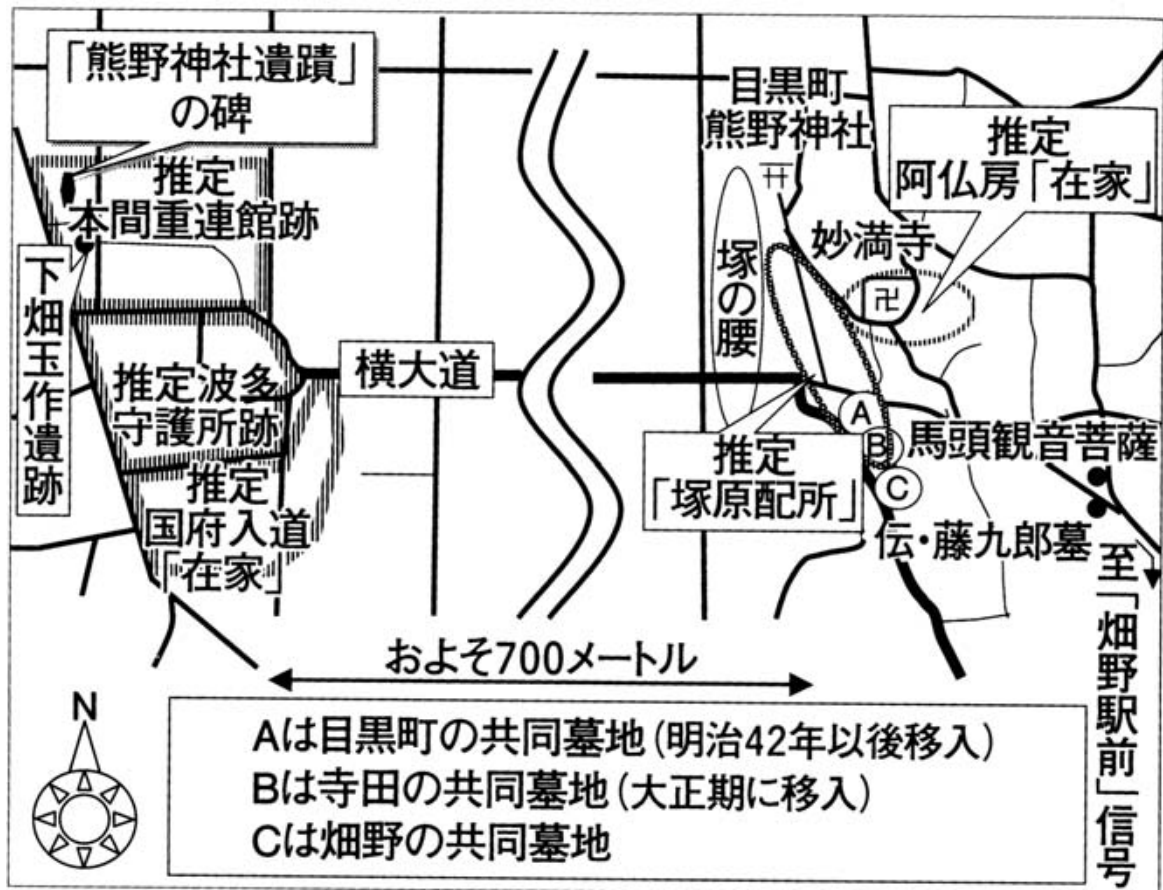 「熊野神社遺蹟」
の碑
推定
本間重連館跡
下畑玉作遺跡
推定波多
守護所跡
推定
国府入道
「在家」
横大道
目黒町
熊野神社
推定
阿仏房「在家」
妙満寺
卍
塚の腰
A
B
C
推定
「塚原配所」
馬頭観音菩薩
伝・藤九郎墓
至「畑野駅前」信号
およそ700メートル
N
Aは目黒町の共同墓地(明治42年以後移入)
Bは寺田の共同墓地(大正期に移入)
Cは畑野の共同墓地